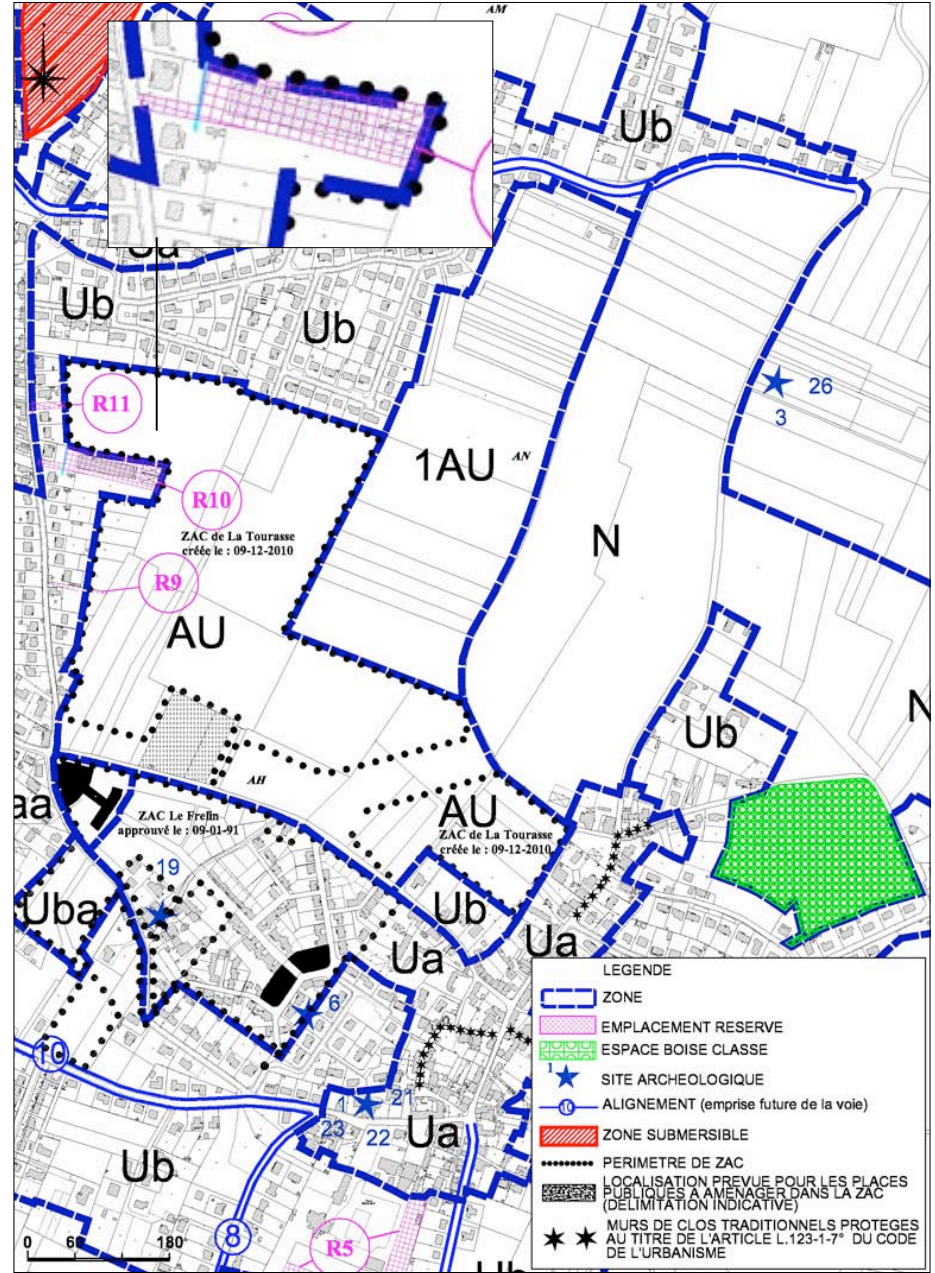 AM
Ub
Ub
Ub
26
3
R11
1AU
AN
R10
N
ZAC de La Tourasse
créée le : 09-12-2010
R9
AU
N
Ub
AH
AU
aa
ZAC Le Frelin
approuvé le : 09-01-91
ZAC de La Tourasse
créée le : 09-12-2010
19
Uba
Ub
Ua
Ua
6
10
1
21
23
22
Ua
Ub
8
R5
0 60 180°
LEGENDE
ZONE
EMPLACEMENT RESERVE
ESPACE BOISE CLASSE
1
SITE ARCHEOLOGIQUE
10
ALIGNEMENT (emprise future de la voie)
ZONE SUBMERSIBLE
PERIMETRE DE ZAC
LOCALISATION PREVUE POUR LES PLACES
PUBLIQUES A AMENAGER DANS LA ZAC
(DELIMITATION INDICATIVE)
MURS DE CLOS TRADITIONNELS PROTEGES
AU TITRE DE L'ARTICLE L.123-1-7° DU CODE
DE L'URBANISME